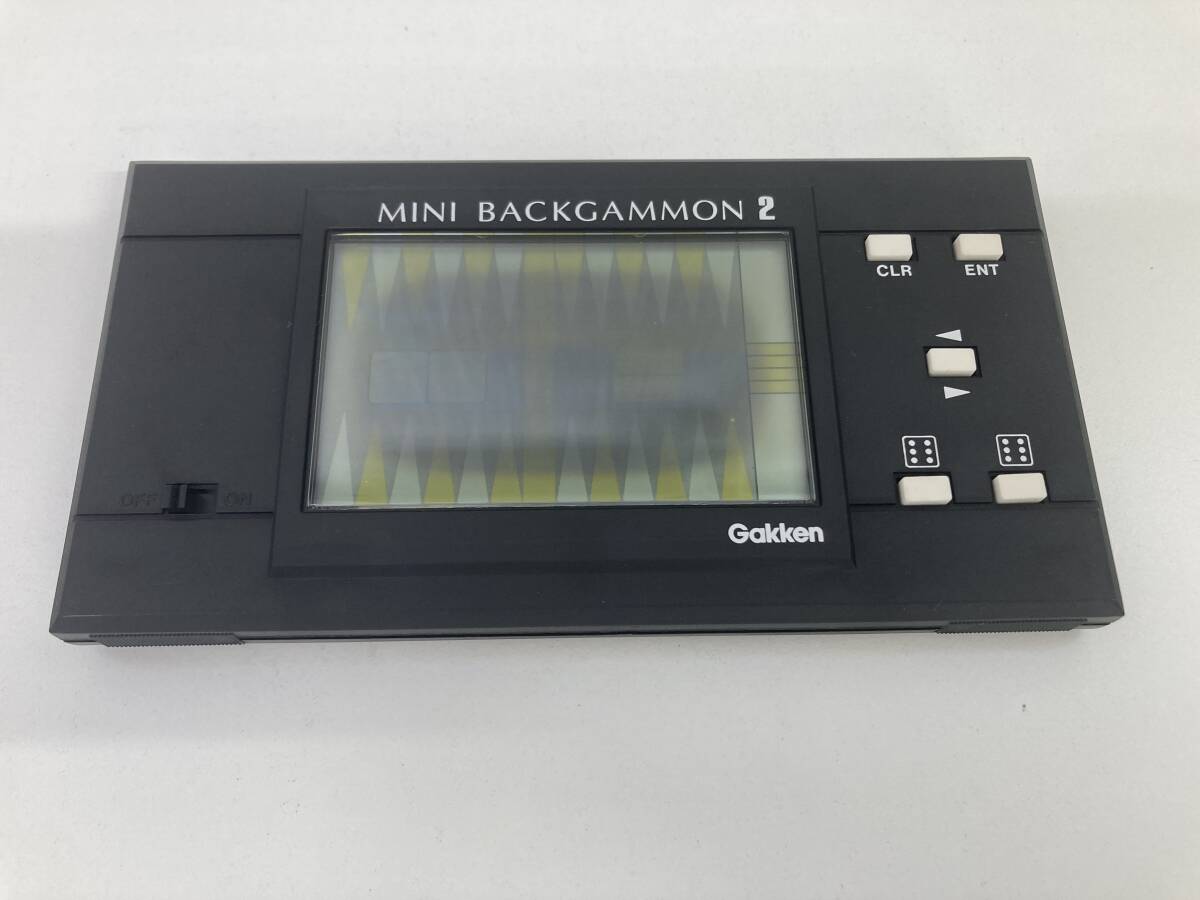 MINI BACKGAMMON 2
CLR ENT
OFF ON
Gakken